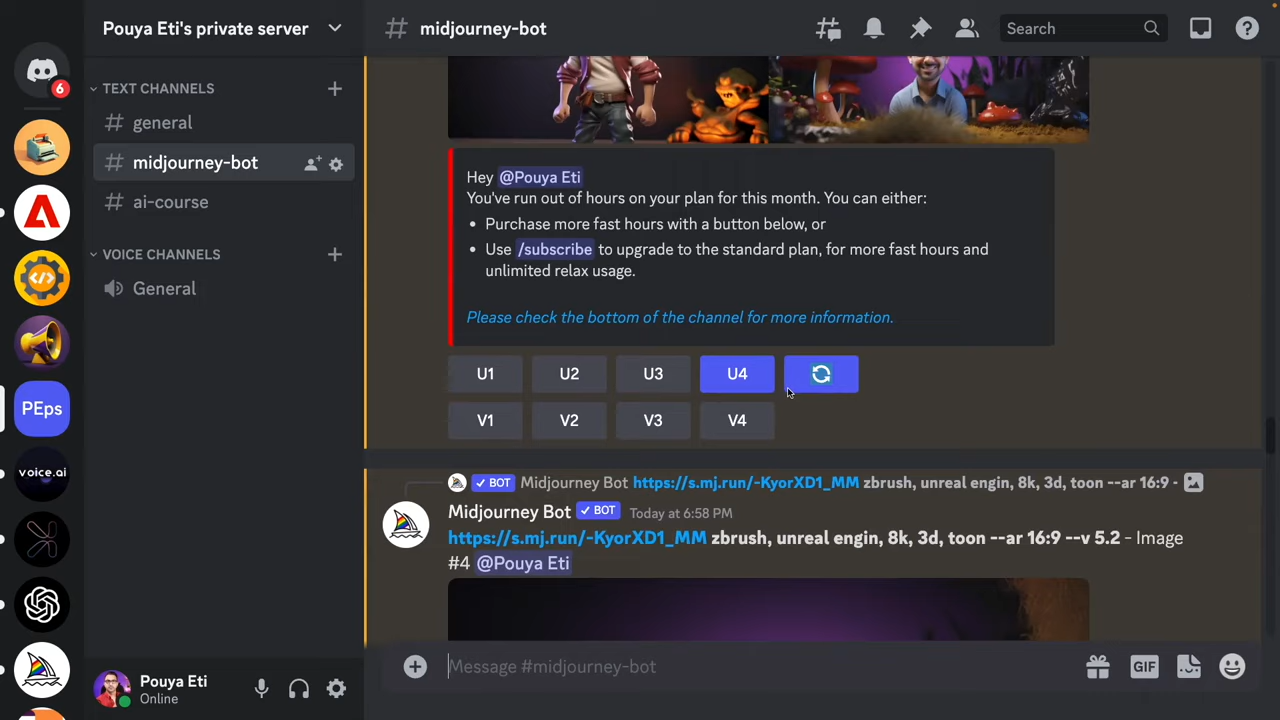 Pouya Eti's private server
midjourney-bot
Search
6
TEXT CHANNELS
general
midjourney-bot
ai-course
VOICE CHANNELS
General
PEps
voice.ai
Pouya Eti
Online
Hey @Pouya Eti
You've run out of hours on your plan for this month. You can either:
Purchase more fast hours with a button below, or
Use /subscribe to upgrade to the standard plan, for more fast hours and
unlimited relax usage.
Please check the bottom of the channel for more information.
U1 U2 U3 U4
V1 V2 V3 V4
✓ BOT Midjourney Bot https://s.mj.run/-KyorXD1_MM zbrush, unreal engin, 8k, 3d, toon --ar 16:9 -
Midjourney Bot ✓ BOT Today at 6:58 PM
https://s.mj.run/-KyorXD1_MM zbrush, unreal engin, 8k, 3d, toon --ar 16:9 --v 5.2 - Image
#4 @Pouya Eti
Message #midjourney-bot
GIF